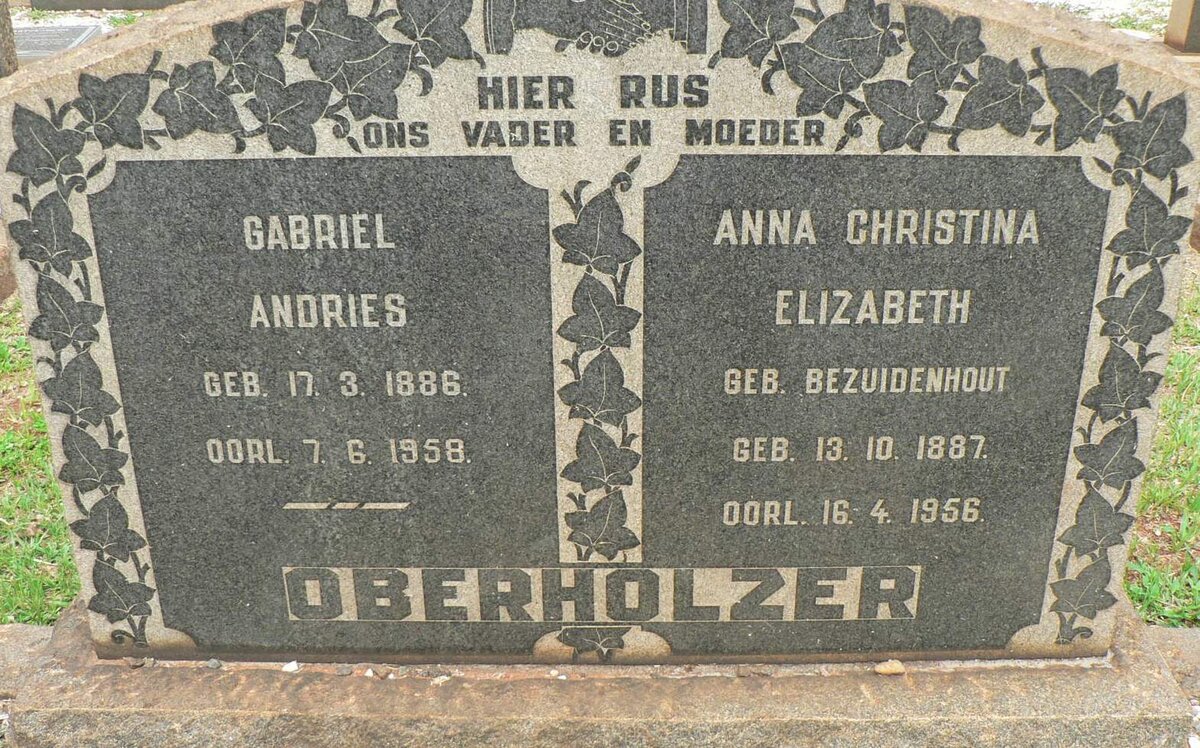 HIER RUS
ONS VADER EN MOEDER
GABRIEL
ANDRIES
GEB. 17. 3. 1886.
OORL. 7. 6. 1958.
ANNA CHRISTINA
ELIZABETH
GEB. BEZUIDENHOUT
GEB. 13. 10. 1887.
OORL. 16. 4. 1956.
OBERHOLZER